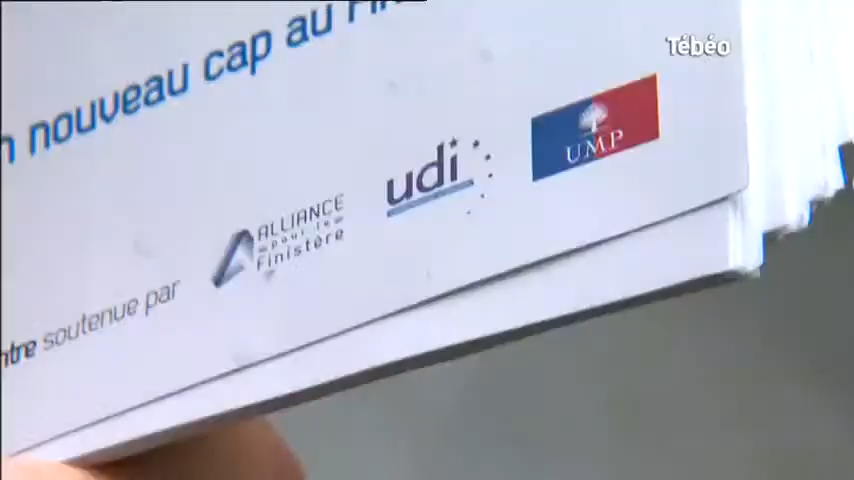 Tébéo
nouveau cap au
ALLIANCE
pour le
Finistère
udi
UMP
soutenue par